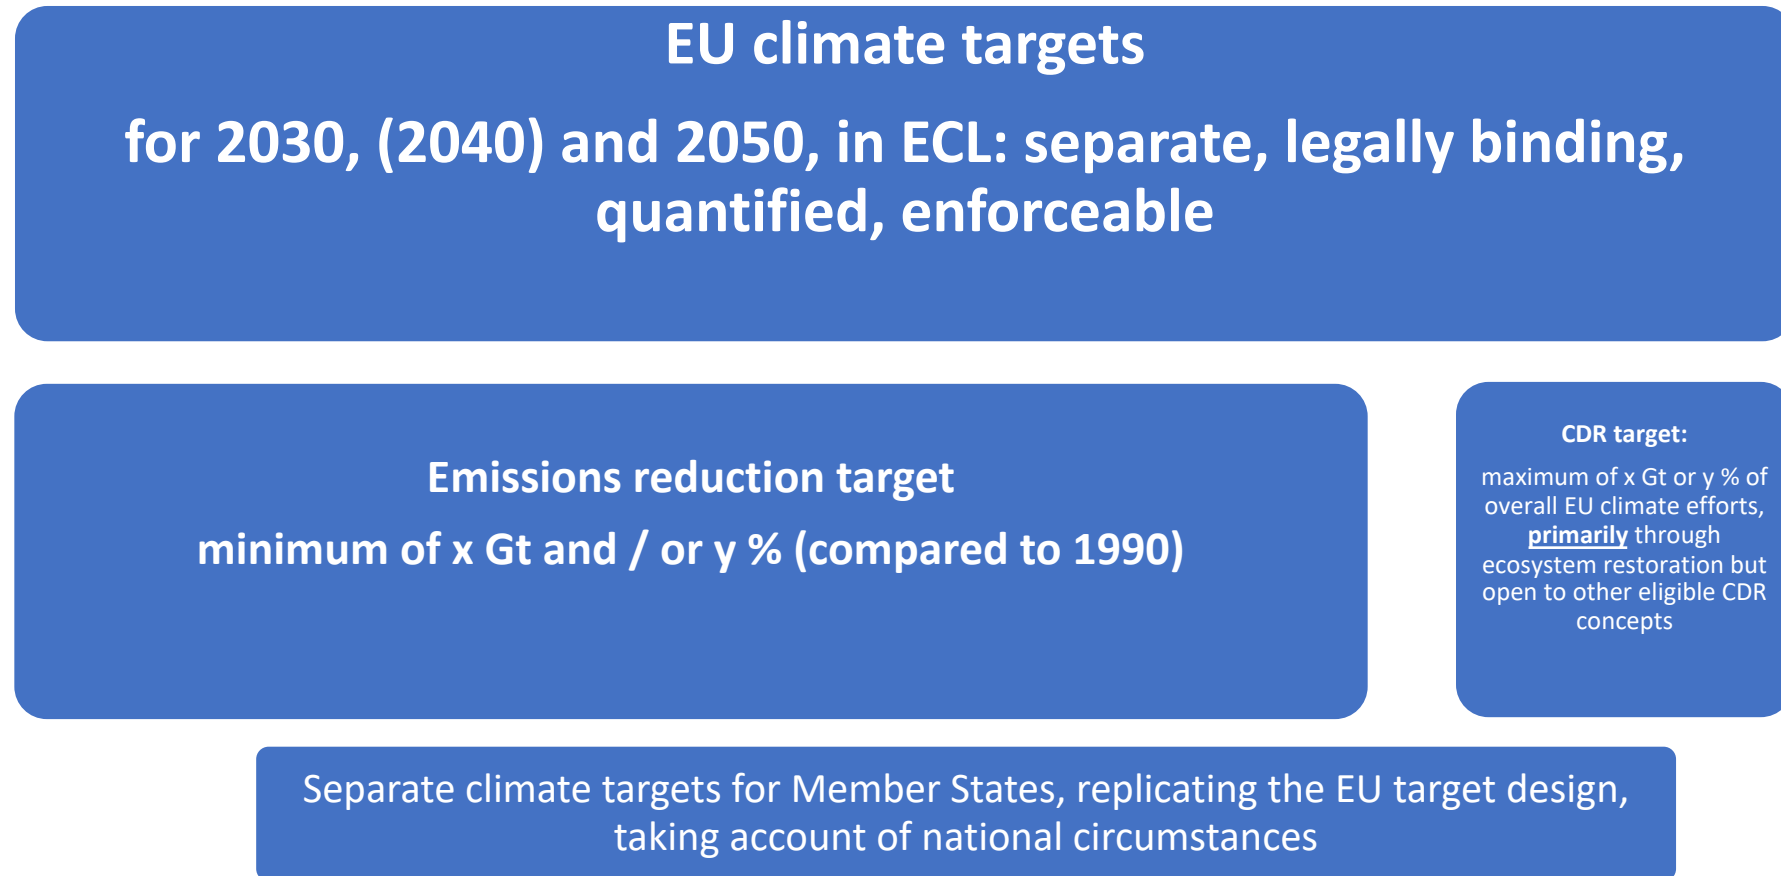 EU climate targets
for 2030, (2040) and 2050, in ECL: separate, legally binding,
quantified, enforceable
Emissions reduction target
minimum of x Gt and / or y % (compared to 1990)
CDR target:
maximum of x Gt or y % of
overall EU climate efforts,
primarily through
ecosystem restoration but
open to other eligible CDR
concepts
Separate climate targets for Member States, replicating the EU target design,
taking account of national circumstances